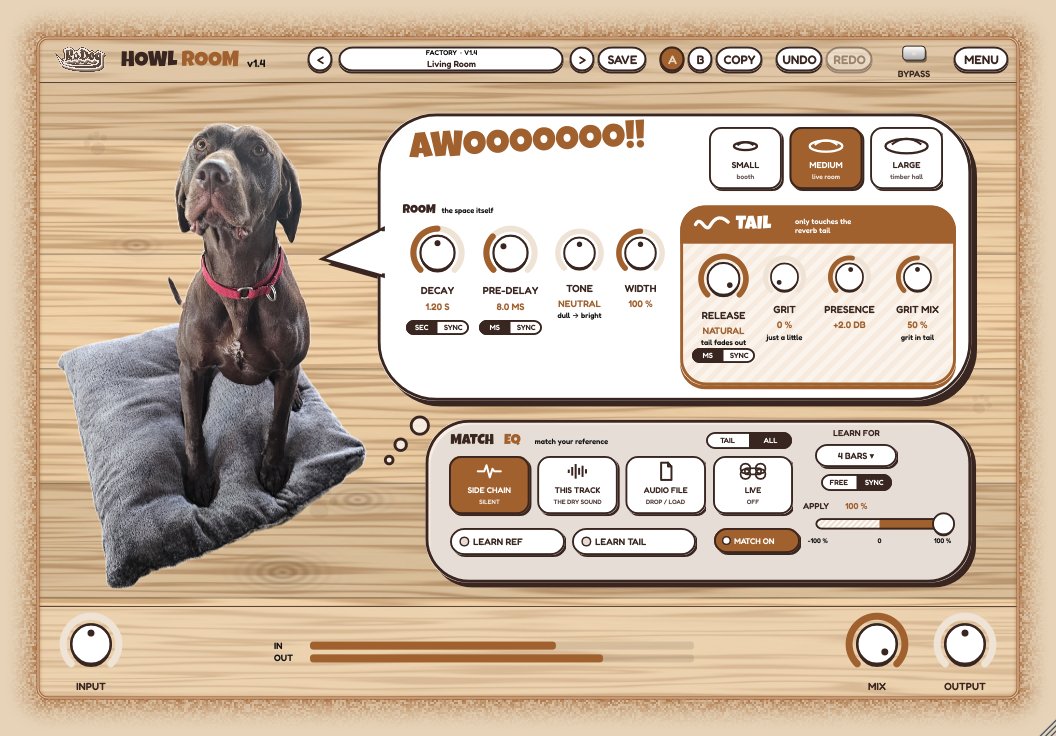 R.Dog
HOWL ROOM v1.4
<
FACTORY · V1.4
Living Room
>
SAVE
A
B
COPY
UNDO
REDO
BYPASS
MENU
AWOOOOOOO!!
SMALL
booth
MEDIUM
live room
LARGE
timber hall
ROOM the space itself
DECAY
1.20 S
SEC SYNC
PRE-DELAY
8.0 MS
MS SYNC
TONE
NEUTRAL
dull → bright
WIDTH
100 %
TAIL
only touches the
reverb tail
RELEASE
NATURAL
tail fades out
MS SYNC
GRIT
0 %
just a little
PRESENCE
+2.0 DB
GRIT MIX
50 %
grit in tail
MATCH EQ match your reference
TAIL ALL
SIDE CHAIN
SILENT
THIS TRACK
THE DRY SOUND
AUDIO FILE
DROP / LOAD
LIVE
OFF
LEARN FOR
4 BARS ▾
FREE SYNC
APPLY 100 %
-100 % 0 100 %
LEARN REF
LEARN TAIL
MATCH ON
INPUT
IN
OUT
MIX
OUTPUT